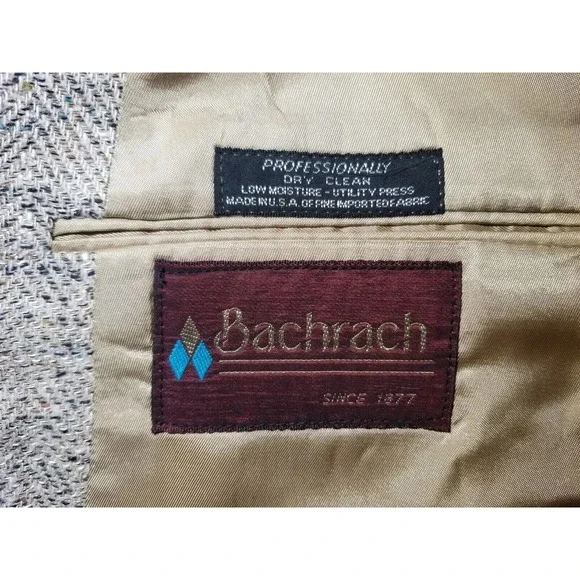 PROFESSIONALLY
DRY CLEAN
LOW MOISTURE - UTILITY PRESS
MADE IN U.S.A. OF FINE IMPORTED FABRIC
Bachrach
SINCE 1877